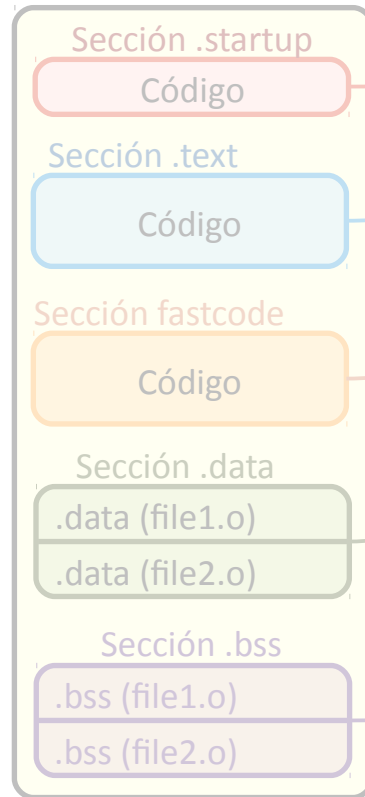 Sección .startup
Código
Sección .text
Código
Sección fastcode
Código
Sección .data
.data (file1.o)
.data (file2.o)
Sección .bss
.bss (file1.o)
.bss (file2.o)